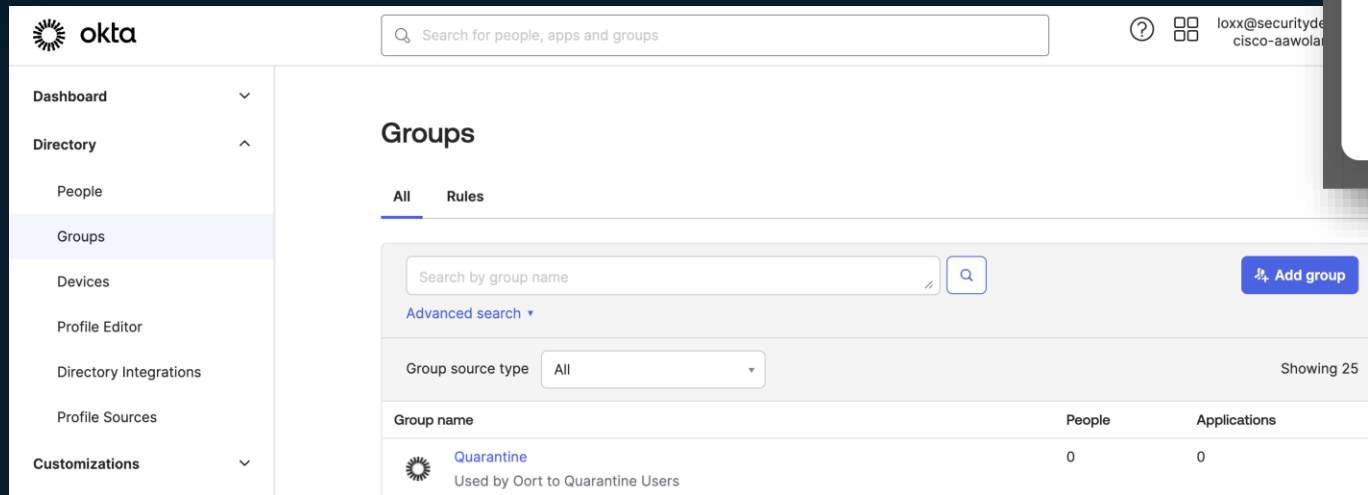 okta
Search for people, apps and groups
loxx@securityde
cisco-aawolar
Dashboard
Directory
People
Groups
Devices
Profile Editor
Directory Integrations
Profile Sources
Customizations
Groups
All Rules
Search by group name
Add group
Advanced search
Group source type All
Showing 25
Group name People Applications
Quarantine 0 0
Used by Oort to Quarantine Users